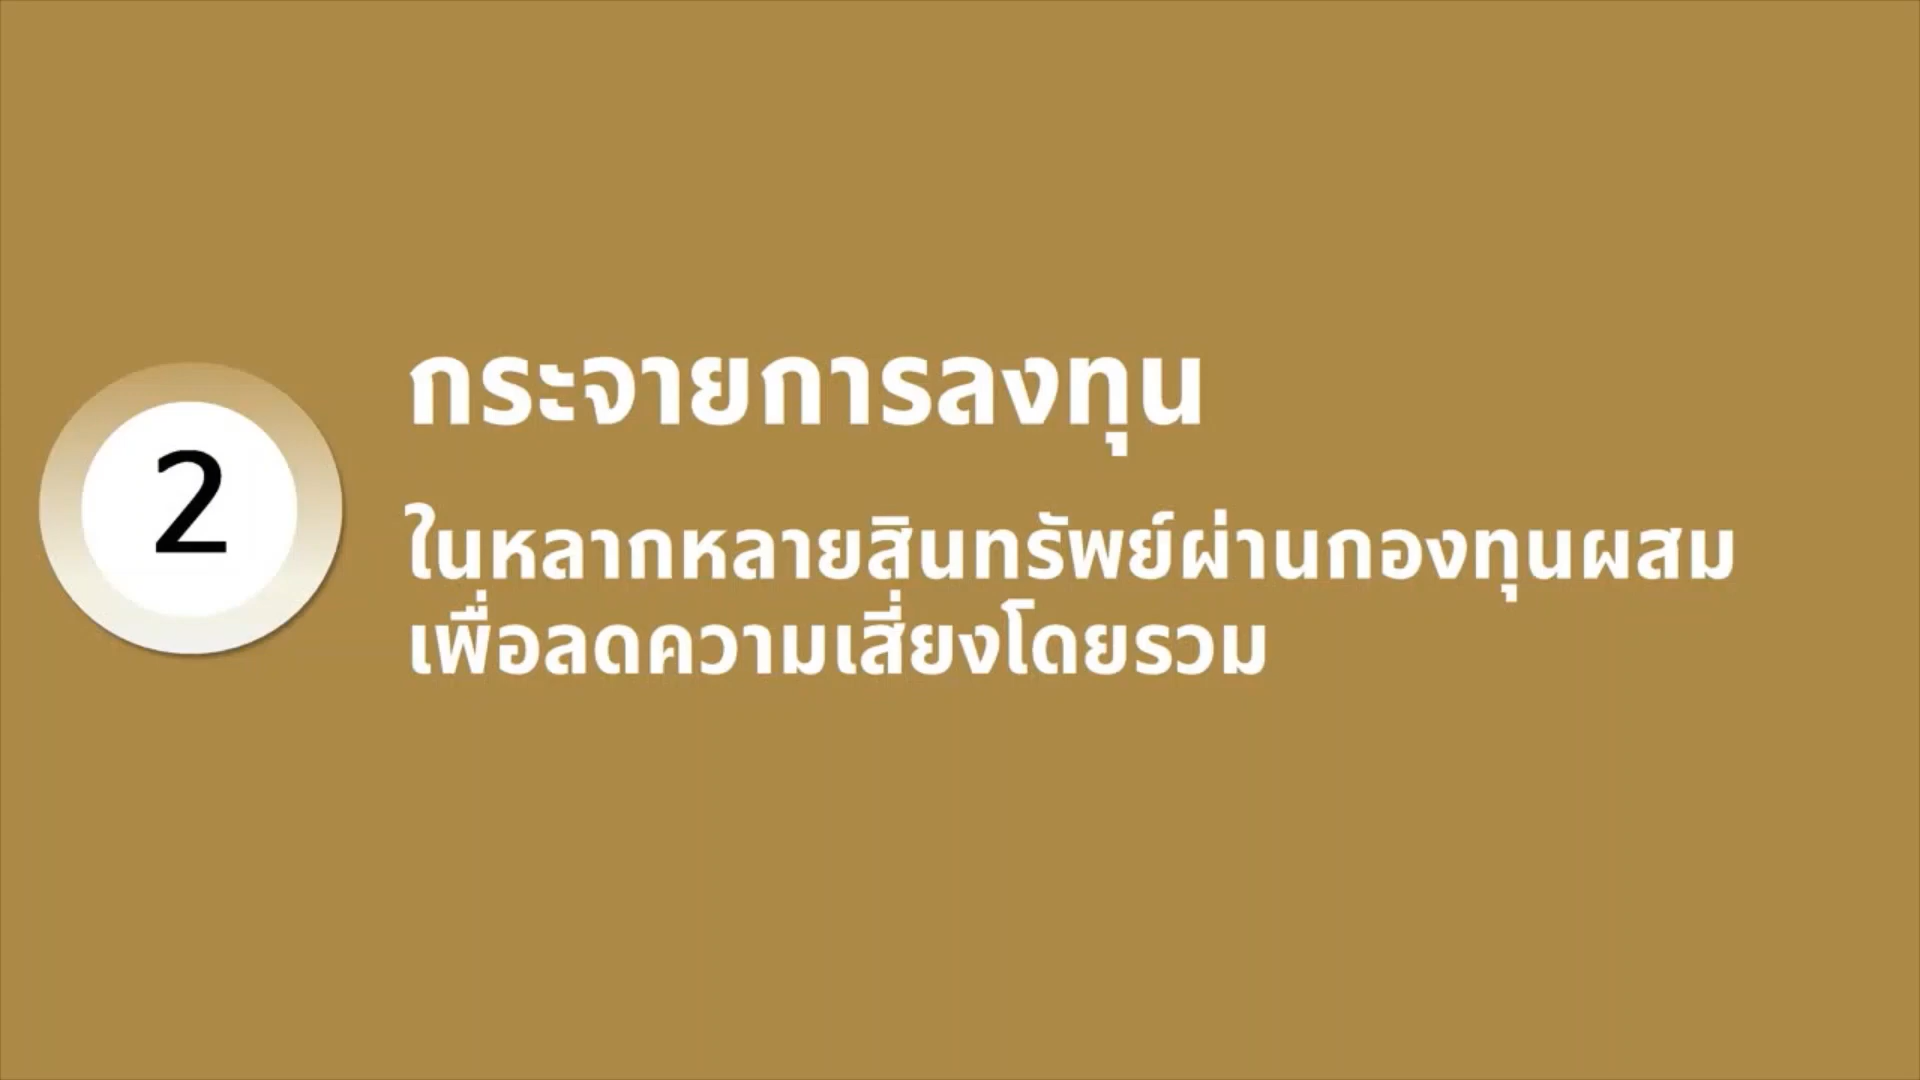 2
กระจายการลงทุน
ในหลากหลายสินทรัพย์ผ่านกองทุนผสม
เพื่อลดความเสี่ยงโดยรวม